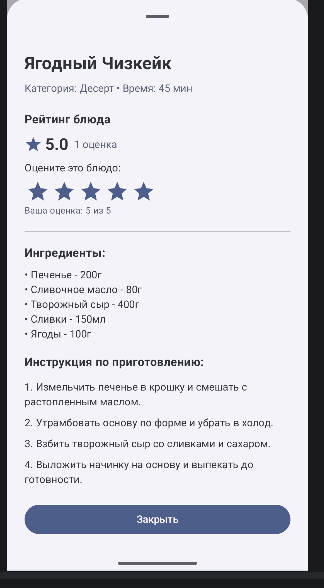 Ягодный Чизкейк
Категория: Десерт • Время: 45 мин
Рейтинг блюда
5.0 1 оценка
Оцените это блюдо:
Ваша оценка: 5 из 5
Ингредиенты:
• Печенье - 200г
• Сливочное масло - 80г
• Творожный сыр - 400г
• Сливки - 150мл
• Ягоды - 100г
Инструкция по приготовлению:
1. Измельчить печенье в крошку и смешать с
растопленным маслом.
2. Утрамбовать основу по форме и убрать в холод.
3. Взбить творожный сыр со сливками и сахаром.
4. Выложить начинку на основу и выпекать до
готовности.
Закрыть